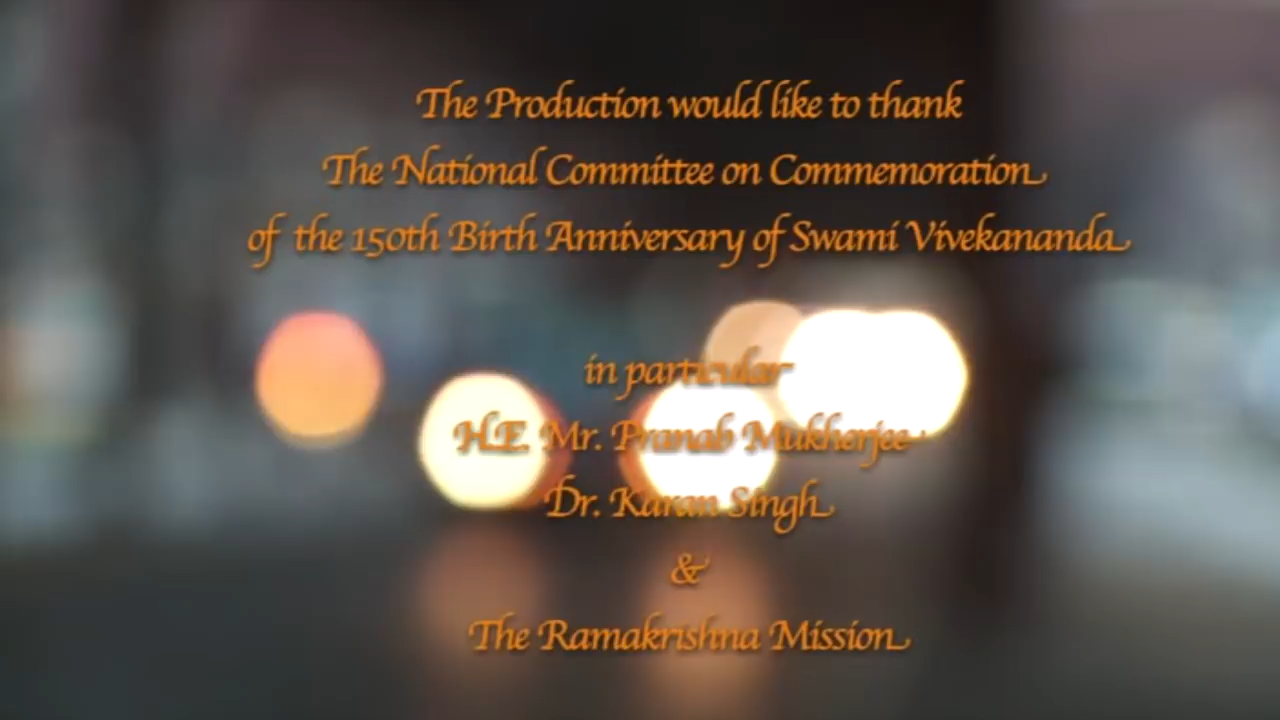 The Production would like to thank
The National Committee on Commemoration
of the 150th Birth Anniversary of Swami Vivekananda
in particular
H.E. Mr. Pranab Mukherjee
Dr. Karan Singh
&
The Ramakrishna Mission